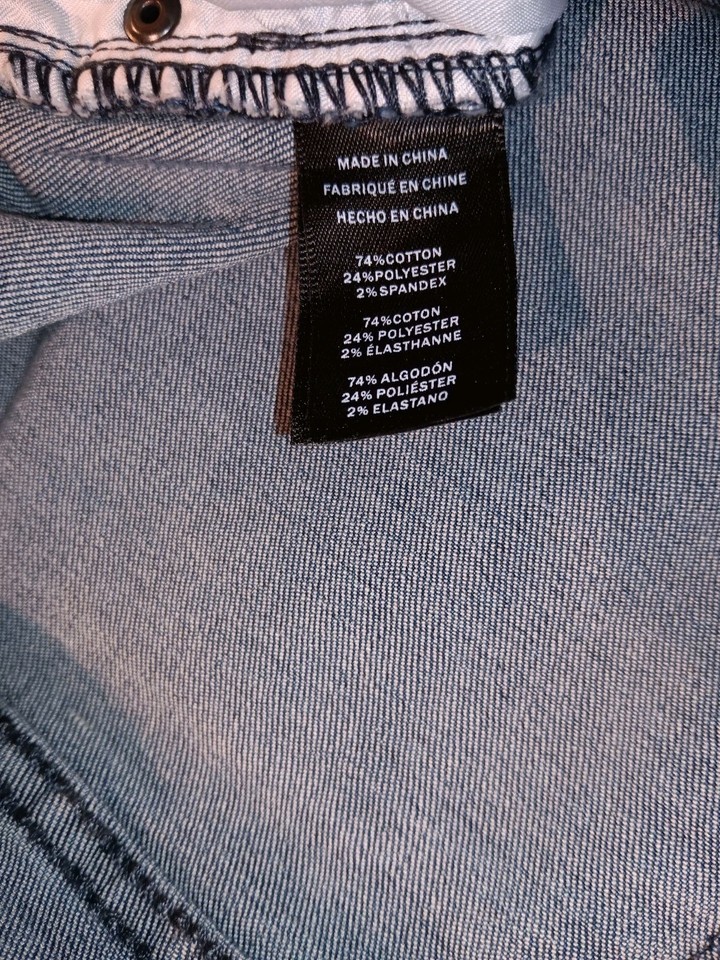 MADE IN CHINA
FABRIQUÉ EN CHINE
HECHO EN CHINA
74%COTTON
24%POLYESTER
2%SPANDEX
74%COTON
24% POLYESTER
2% ÉLASTHANNE
74% ALGODÓN
24% POLIÉSTER
2% ELASTANO